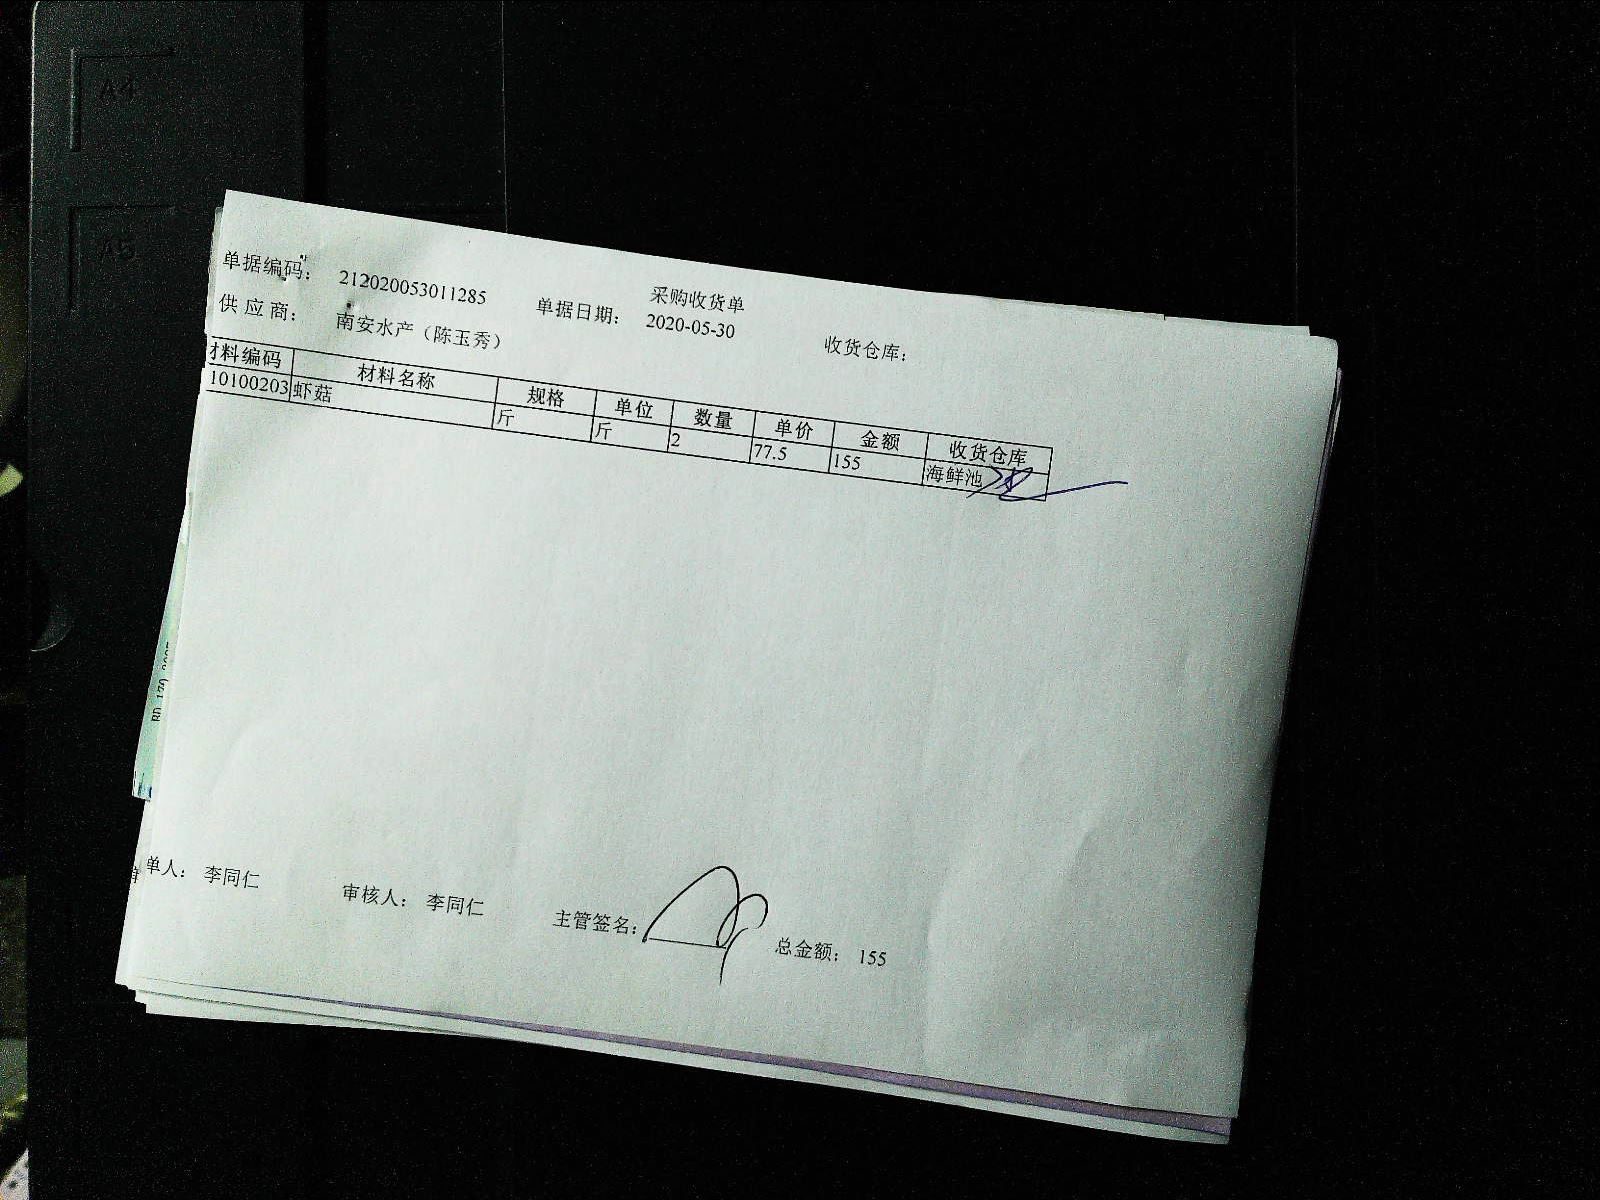 A4
A5
采购收货单
单据编码： 212020053011285 单据日期： 2020-05-30 收货仓库：
供 应 商： 南安水产（陈玉秀）
材料编码 材料名称 规格 单位 数量 单价 金额 收货仓库
10100203 虾菇 斤 斤 2 77.5 155 海鲜池
单人： 李同仁 审核人： 李同仁 主管签名： 总金额： 155